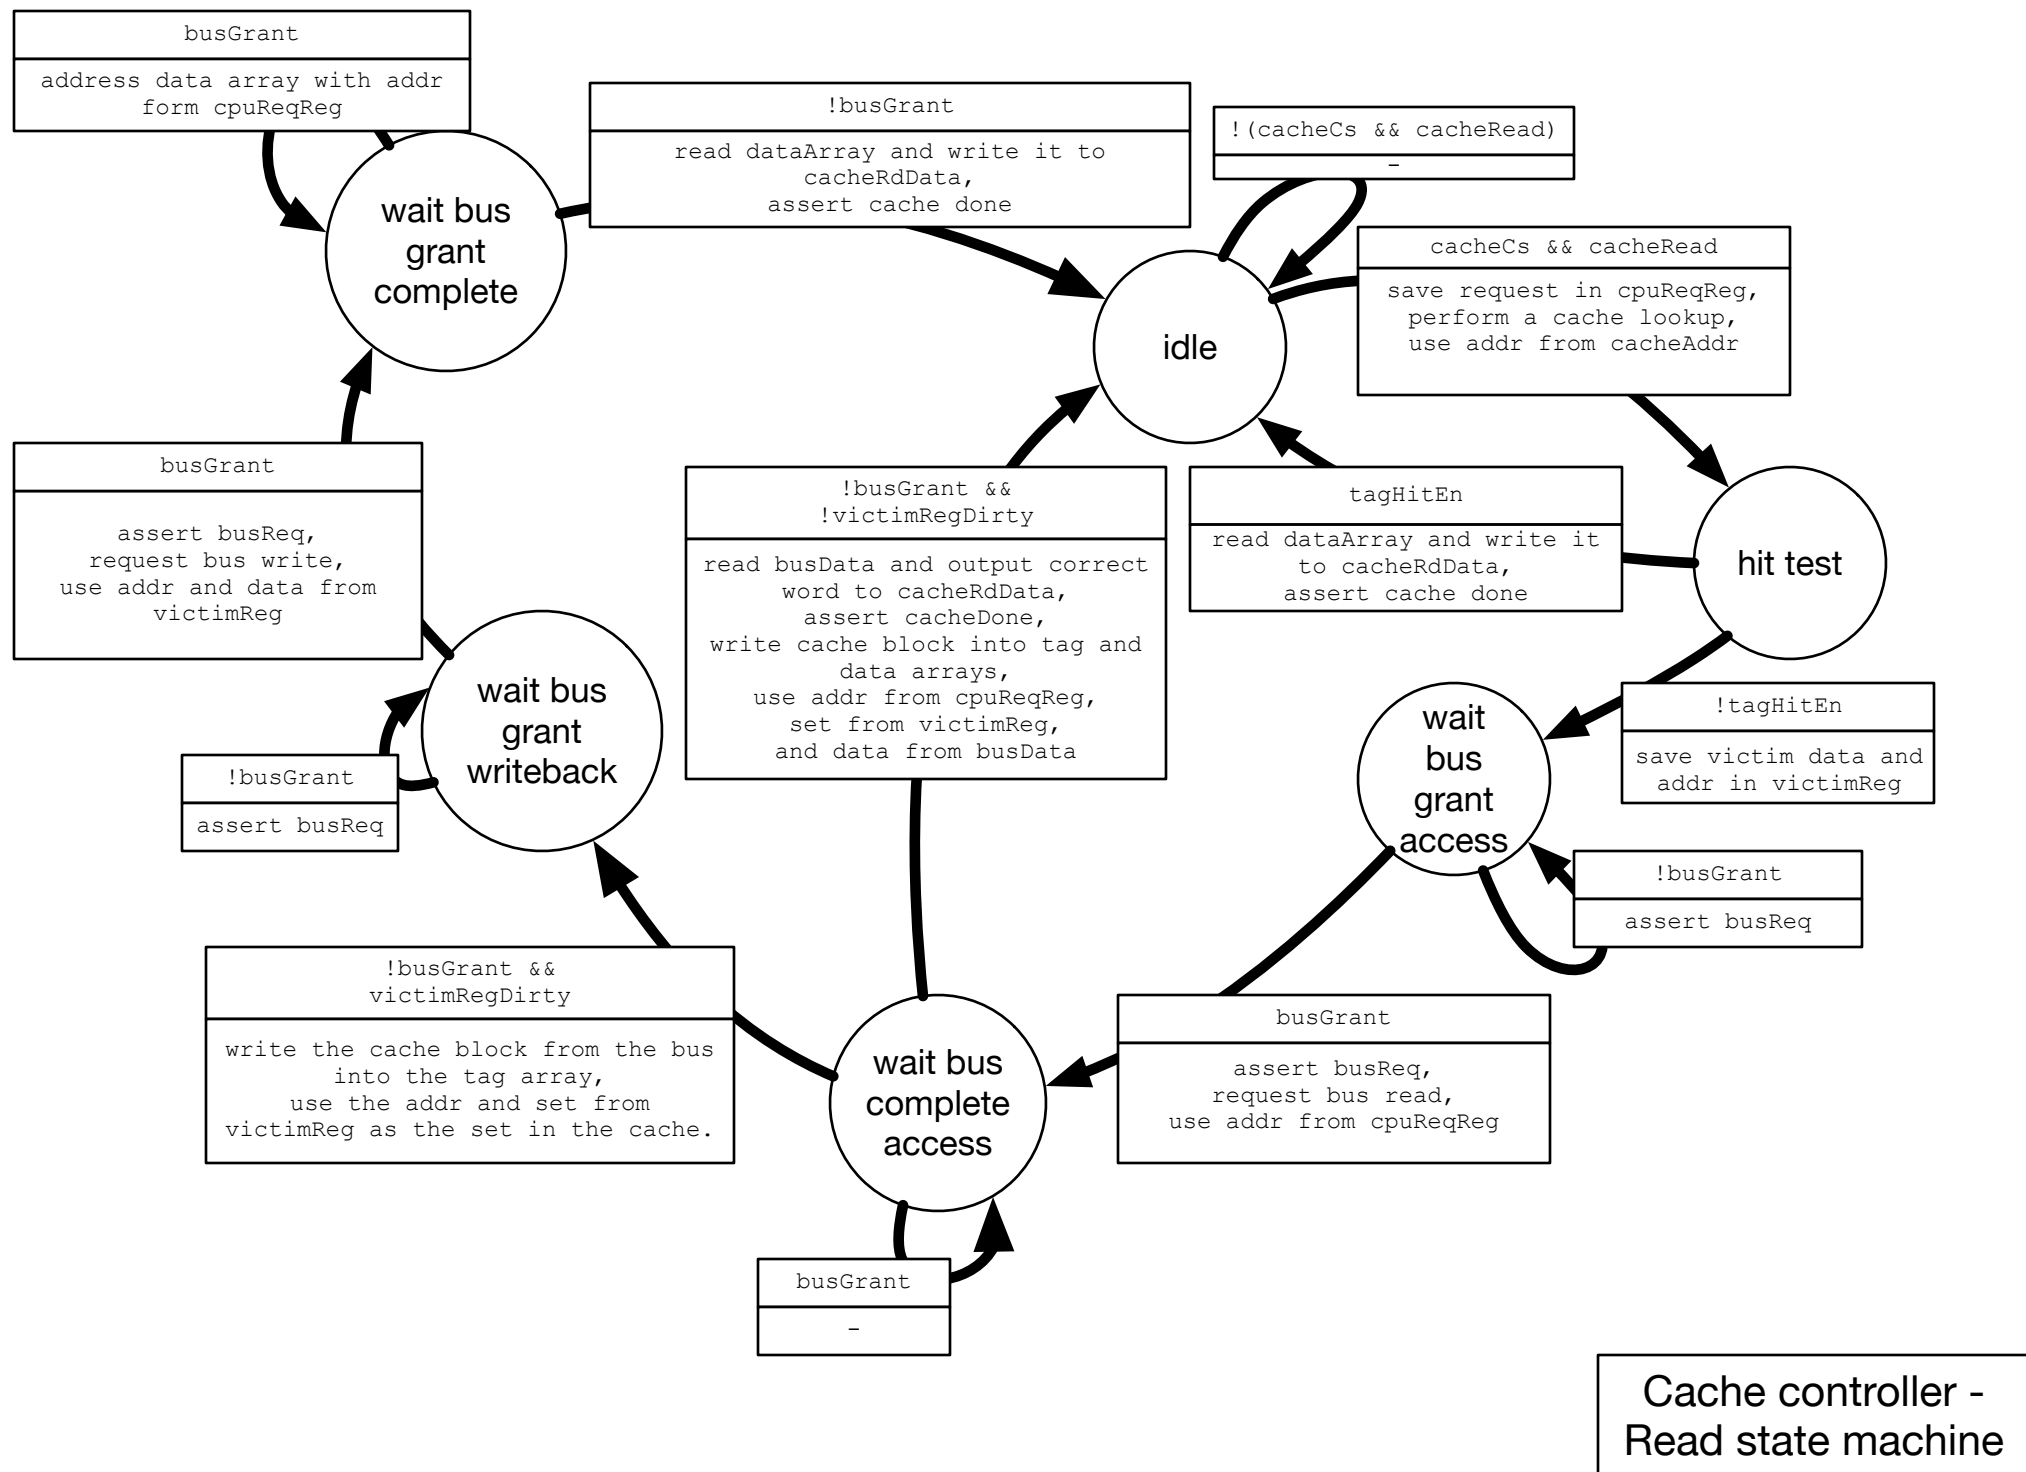 busGrant
address data array with addr
form cpuReqReg
!busGrant
read dataArray and write it to
cacheRdData,
assert cache done
!(cacheCs && cacheRead)
-
wait bus
grant
complete
cacheCs && cacheRead
save request in cpuReqReg,
perform a cache lookup,
use addr from cacheAddr
idle
busGrant
assert busReq,
request bus write,
use addr and data from
victimReg
!busGrant &&
!victimRegDirty
read busData and output correct
word to cacheRdData,
assert cacheDone,
write cache block into tag and
data arrays,
use addr from cpuReqReg,
set from victimReg,
and data from busData
tagHitEn
read dataArray and write it
to cacheRdData,
assert cache done
hit test
wait bus
grant
writeback
wait
bus
grant
access
!tagHitEn
save victim data and
addr in victimReg
!busGrant
assert busReq
!busGrant
assert busReq
!busGrant &&
victimRegDirty
write the cache block from the bus
into the tag array,
use the addr and set from
victimReg as the set in the cache.
wait bus
complete
access
busGrant
assert busReq,
request bus read,
use addr from cpuReqReg
busGrant
-
Cache controller -
Read state machine